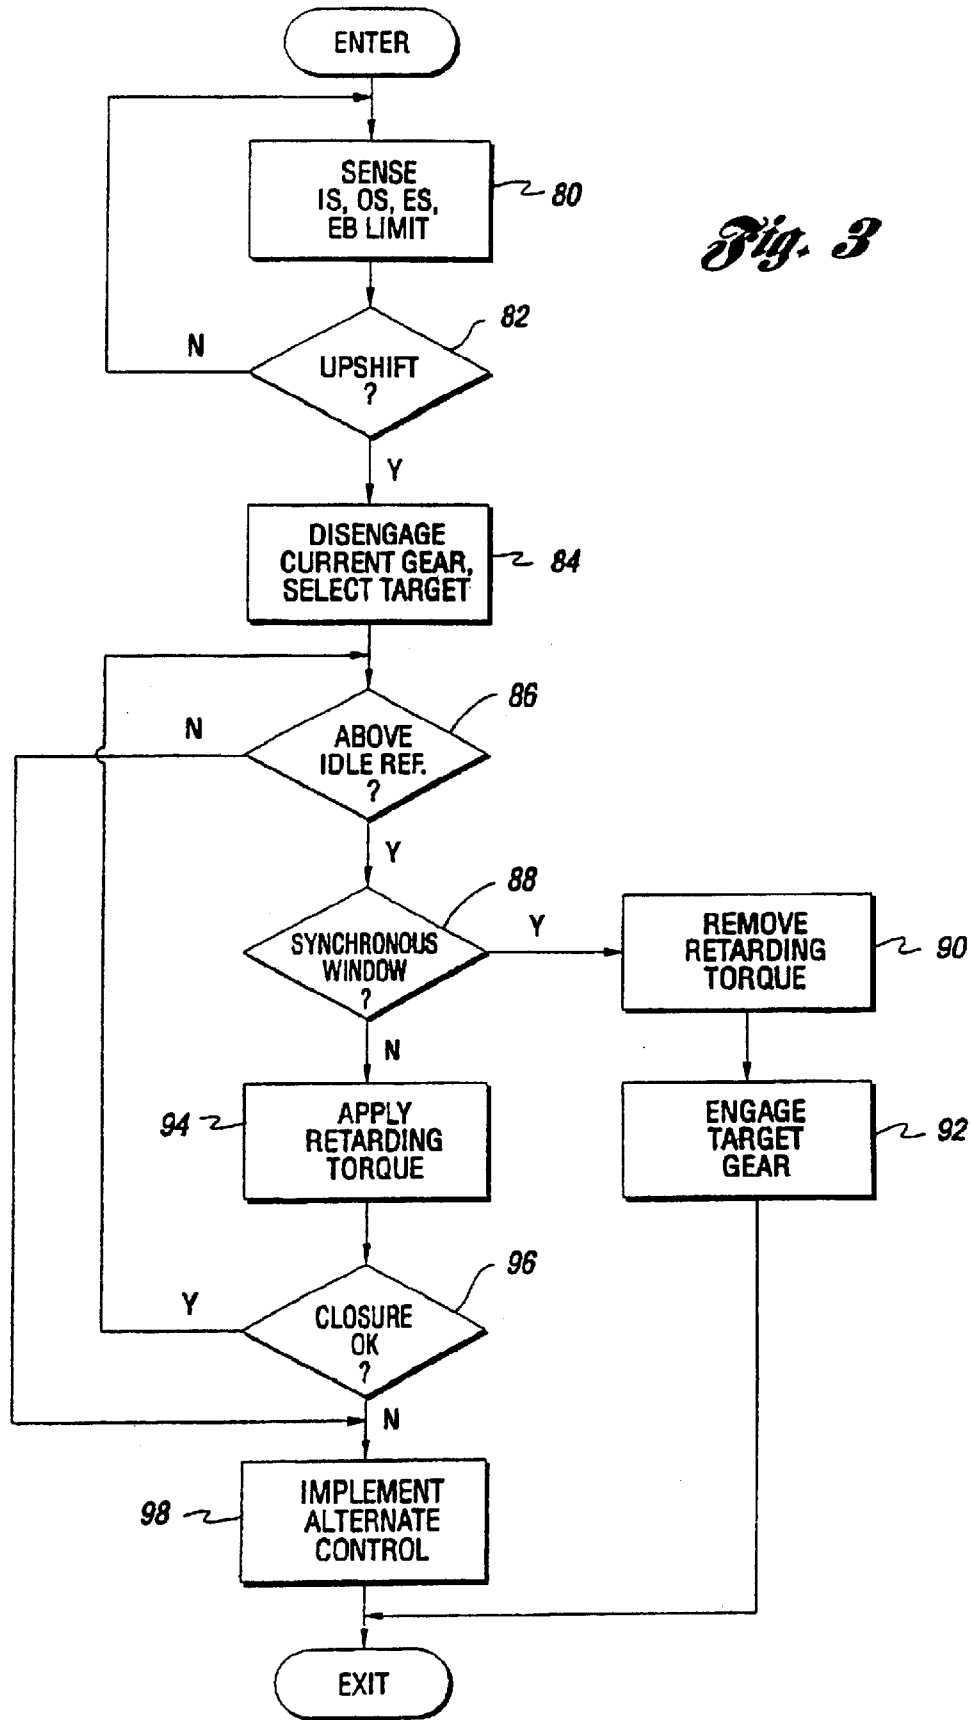 ENTER
SENSE
IS, OS, ES,
EB LIMIT
80
Fig. 3
82
N
UPSHIFT
?
Y
DISENGAGE
CURRENT GEAR,
SELECT TARGET
84
86
N
ABOVE
IDLE REF.
?
Y
88
SYNCHRONOUS
WINDOW
?
Y
REMOVE
RETARDING
TORQUE
90
N
94
APPLY
RETARDING
TORQUE
ENGAGE
TARGET
GEAR
92
96
Y
CLOSURE
OK
?
N
98
IMPLEMENT
ALTERNATE
CONTROL
EXIT